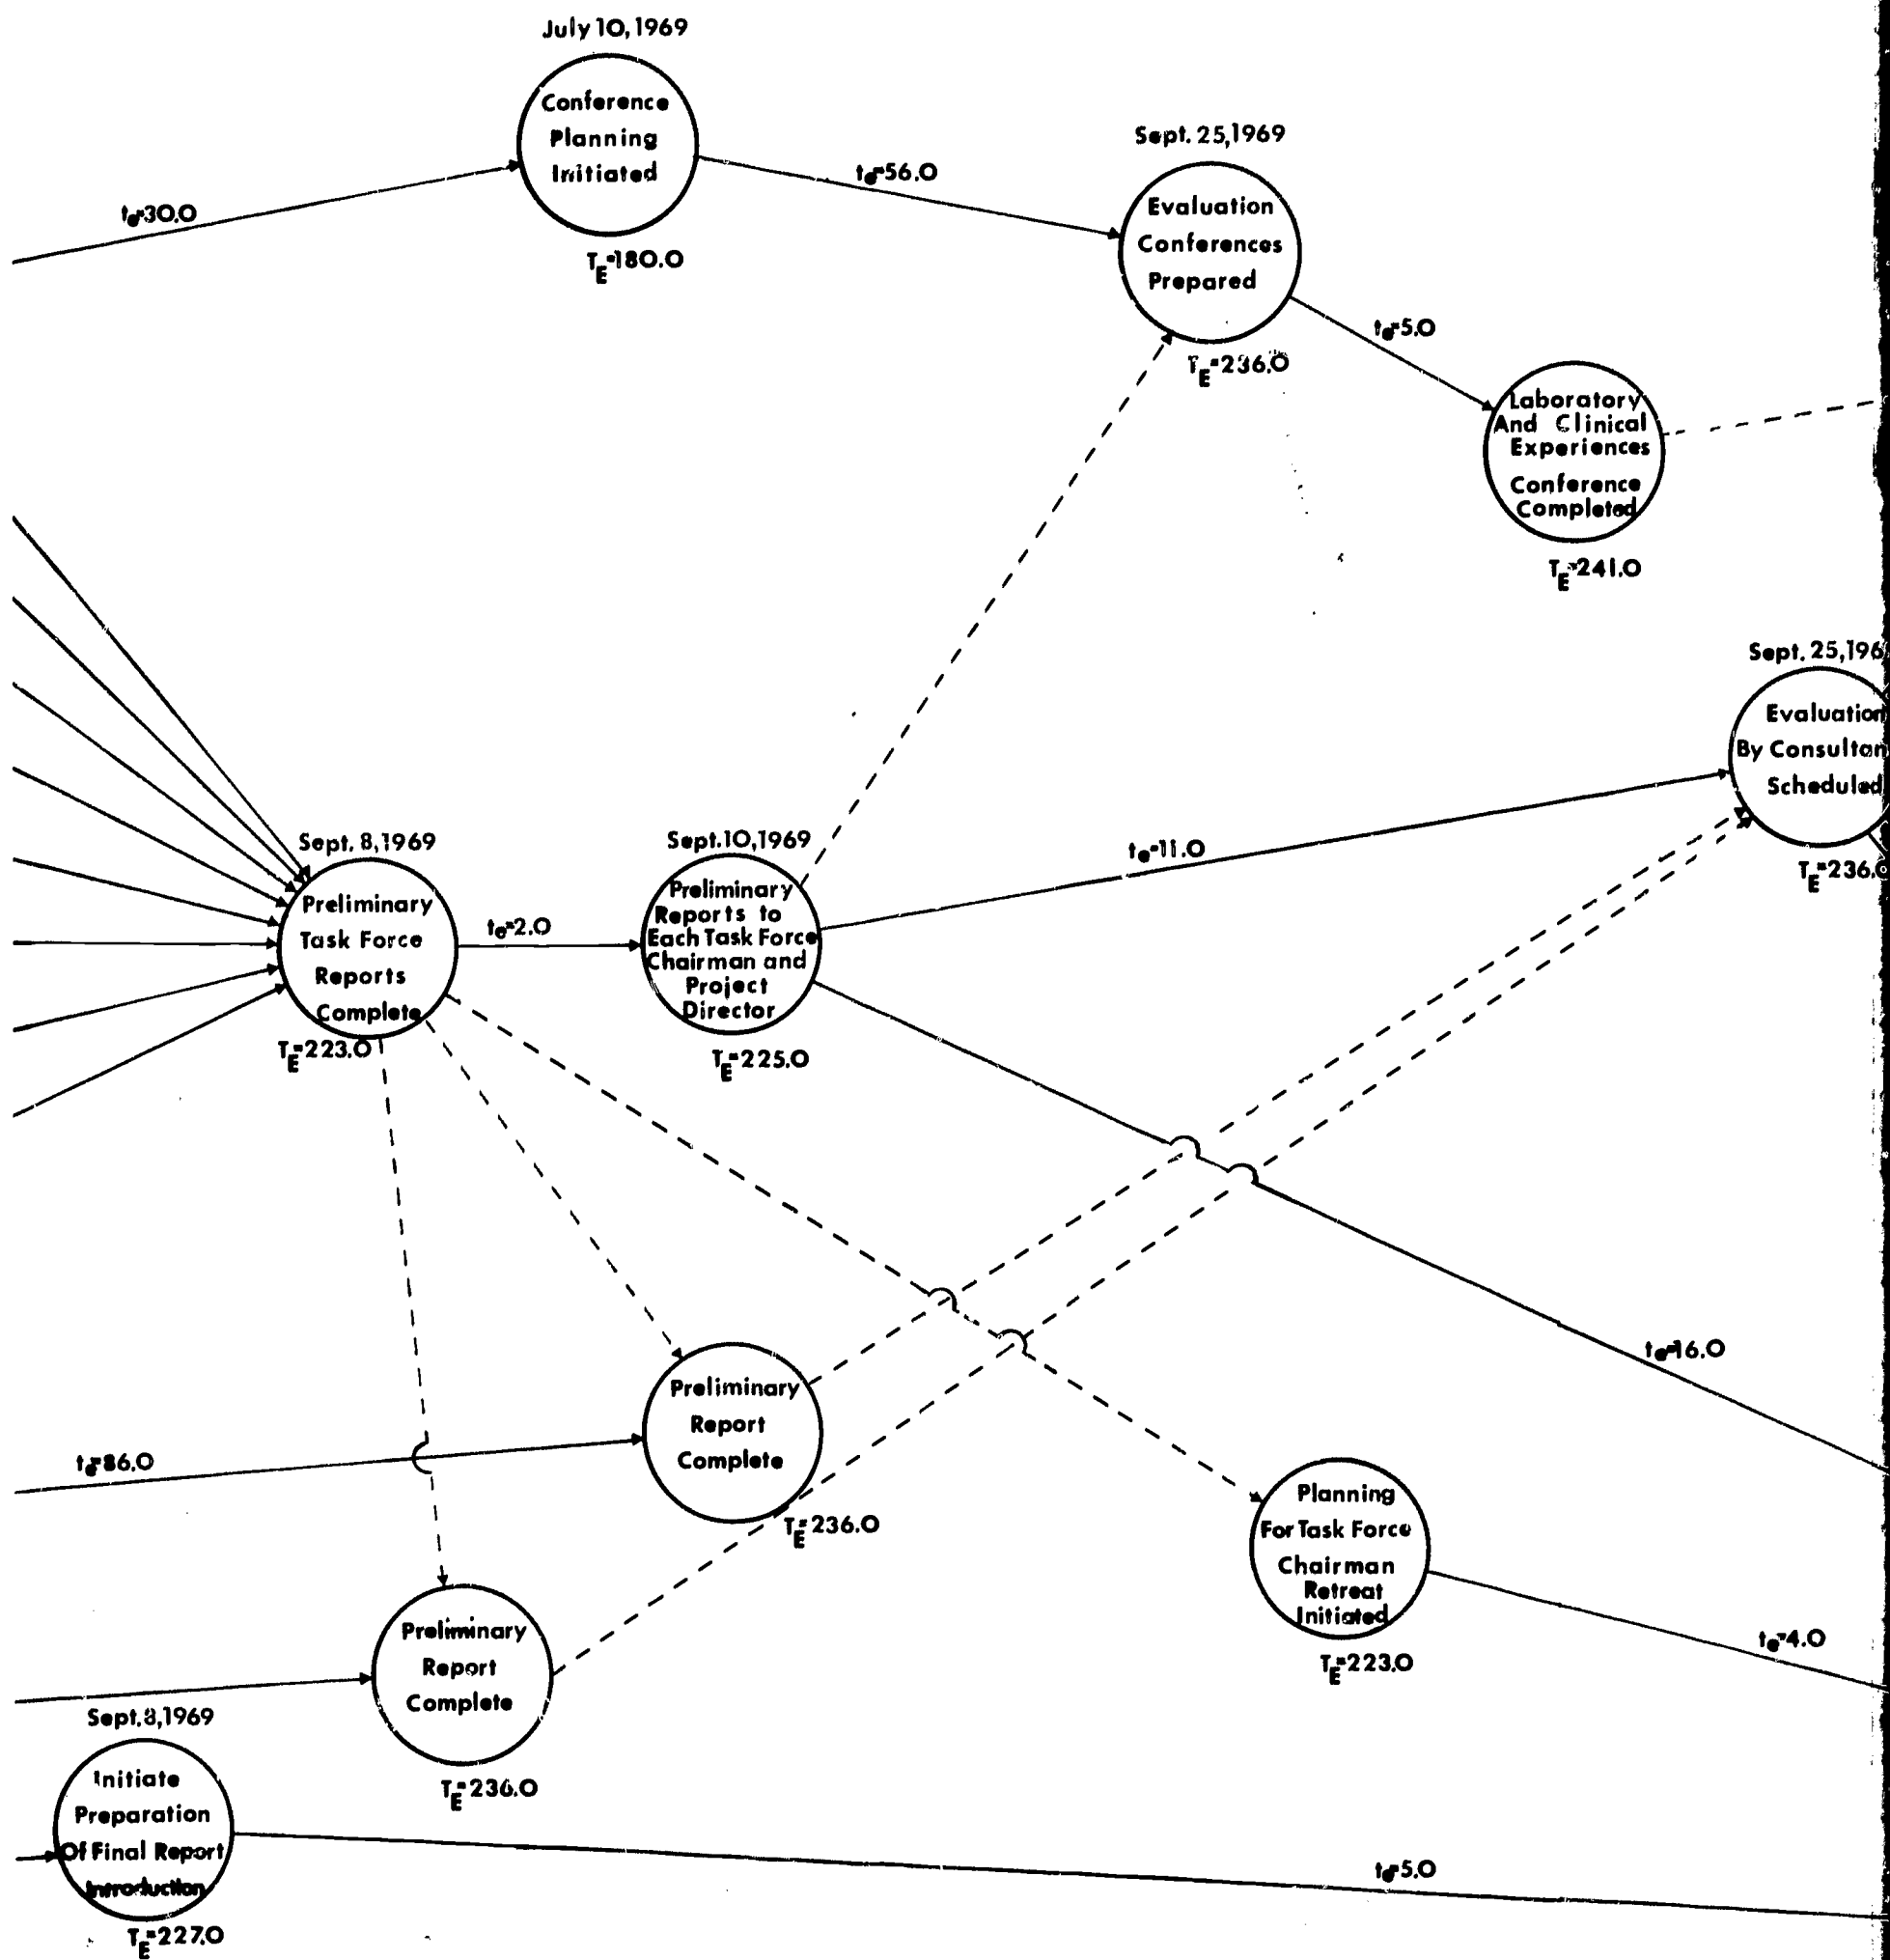 July 10, 1969
Conference
Planning
Initiated
te=30.0
TE=180.0
te=56.0
Sept. 25, 1969
Evaluation
Conferences
Prepared
TE=236.0
te=5.0
Laboratory
And Clinical
Experiences
Conference
Completed
TE=241.0
Sept. 25, 196
Evaluation
By Consultan
Scheduled
TE=236.0
Sept. 8, 1969
Preliminary
Task Force
Reports
Complete
TE=223.0
te=2.0
Sept. 10, 1969
Preliminary
Reports to
Each Task Force
Chairman and
Project
Director
TE=225.0
te=11.0
te=16.0
te=86.0
Preliminary
Report
Complete
TE=236.0
Planning
For Task Force
Chairman
Retreat
Initiated
TE=223.0
te=4.0
Preliminary
Report
Complete
TE=236.0
Sept. 8, 1969
Initiate
Preparation
Of Final Report
Introduction
TE=227.0
te=5.0